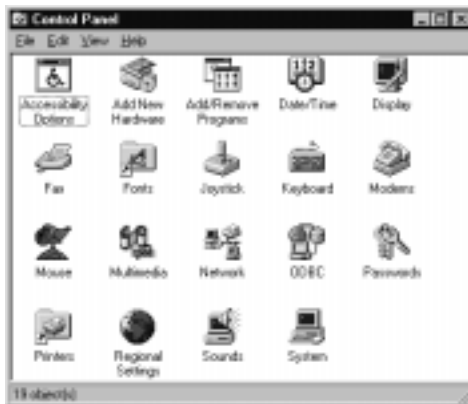 Control Panel
File Edit View Help
Accessibility Options
Add New Hardware
Add/Remove Programs
Date/Time
Display
Fax
Fonts
Joystick
Keyboard
Modems
Mouse
Multimedia
Network
ODBC
Passwords
Printers
Regional Settings
Sounds
System
19 object(s)